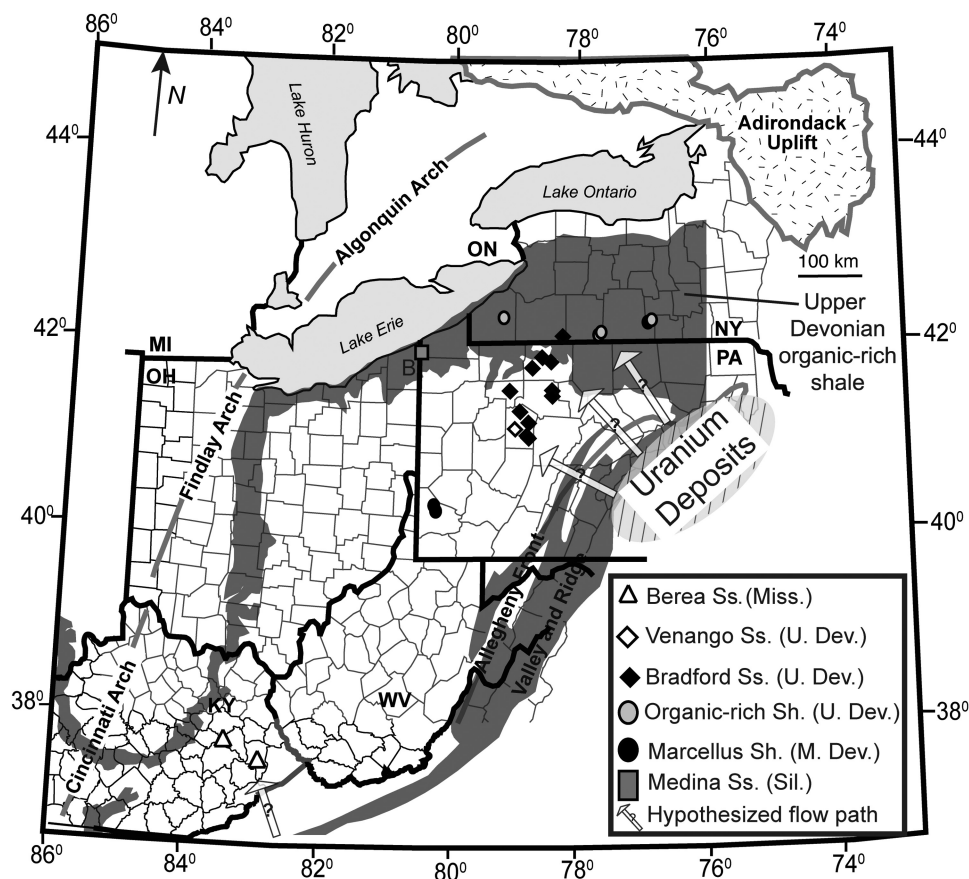 86⁰
84⁰
82⁰
80⁰
78⁰
76⁰
74⁰
N
Lake Huron
44⁰
44⁰
Adirondack
Uplift
Algonquin Arch
Lake Ontario
ON
100 km
Upper
Devonian
organic-rich
shale
Lake Erie
42⁰
42⁰
MI
OH
NY
PA
B
Findlay Arch
?
?
?
Uranium
Deposits
40⁰
40⁰
Allegheny Front
Valley and Ridge
Berea Ss. (Miss.)
Venango Ss. (U. Dev.)
Bradford Ss. (U. Dev.)
Organic-rich Sh. (U. Dev.)
Marcellus Sh. (M. Dev.)
Medina Ss. (Sil.)
Hypothesized flow path
?
38⁰
38⁰
Cincinnati Arch
KY
WV
?
86⁰
84⁰
82⁰
80⁰
78⁰
76⁰
74⁰